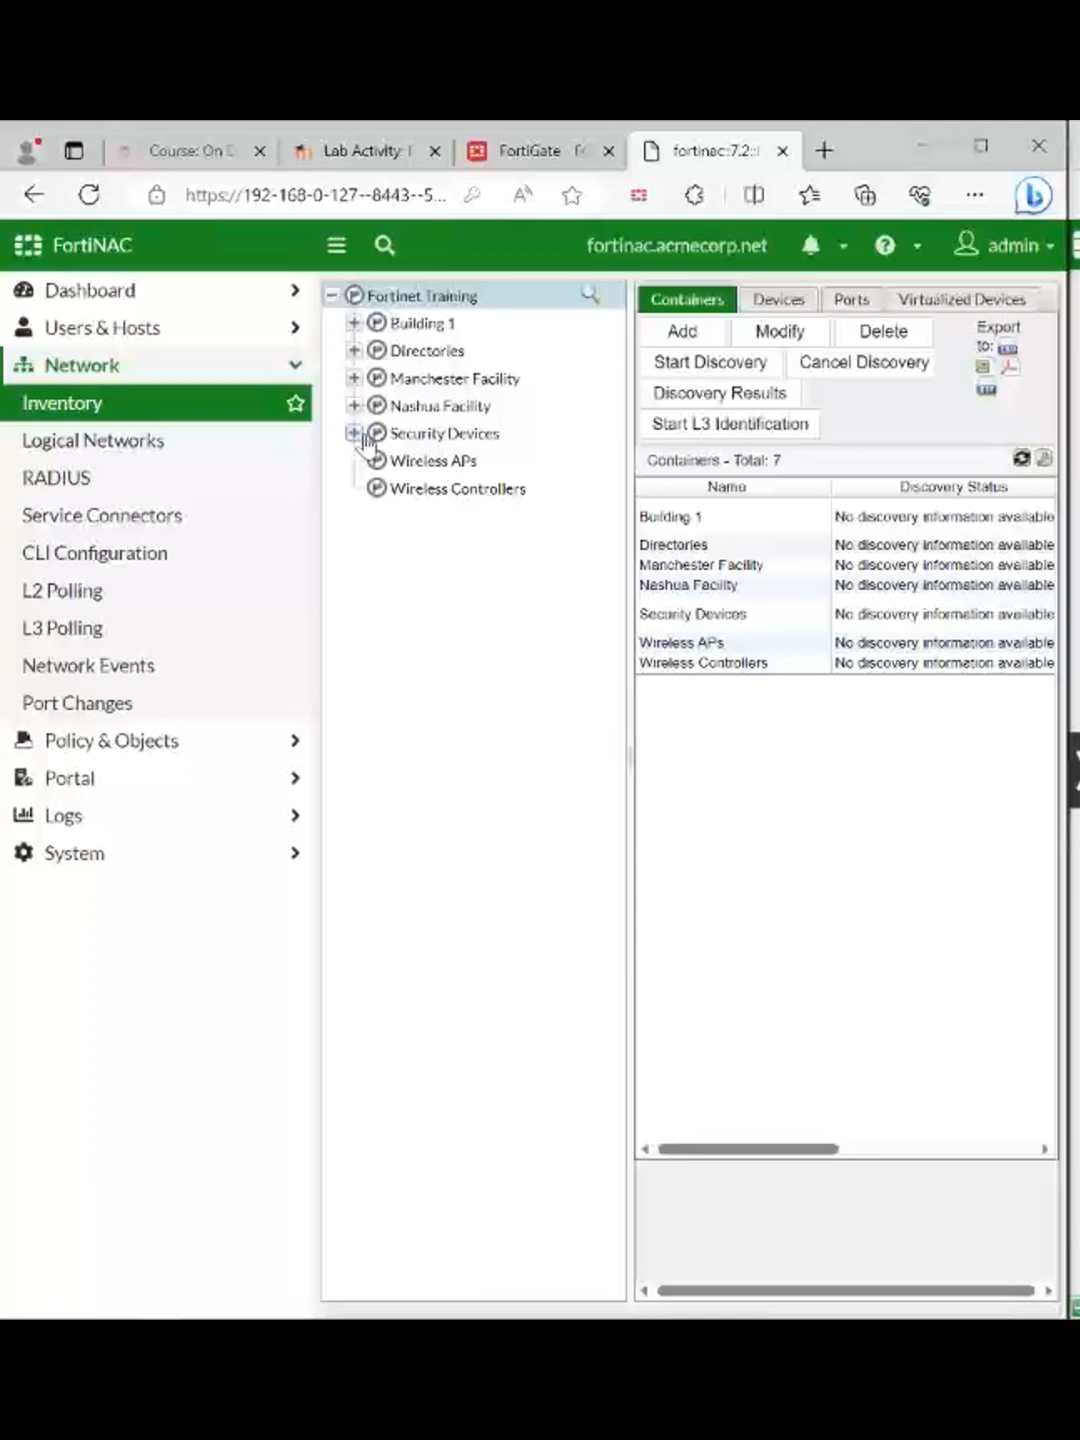 Course: On D
Lab Activity:
FortiGate
fortinac:7.2:
https://192-168-0-127--8443--5...
FortiNAC
fortinac.acmecorp.net
admin
Dashboard
Users & Hosts
Network
Inventory
Logical Networks
RADIUS
Service Connectors
CLI Configuration
L2 Polling
L3 Polling
Network Events
Port Changes
Policy & Objects
Portal
Logs
System
Fortinet Training
Building 1
Directories
Manchester Facility
Nashua Facility
Security Devices
Wireless APs
Wireless Controllers
Containers
Devices
Ports
Virtualized Devices
Add
Modify
Delete
Export
to:
Start Discovery
Cancel Discovery
Discovery Results
Start L3 Identification
Containers - Total: 7
Name Discovery Status
Building 1 No discovery information available
Directories No discovery information available
Manchester Facility No discovery information available
Nashua Facility No discovery information available
Security Devices No discovery information available
Wireless APs No discovery information available
Wireless Controllers No discovery information available